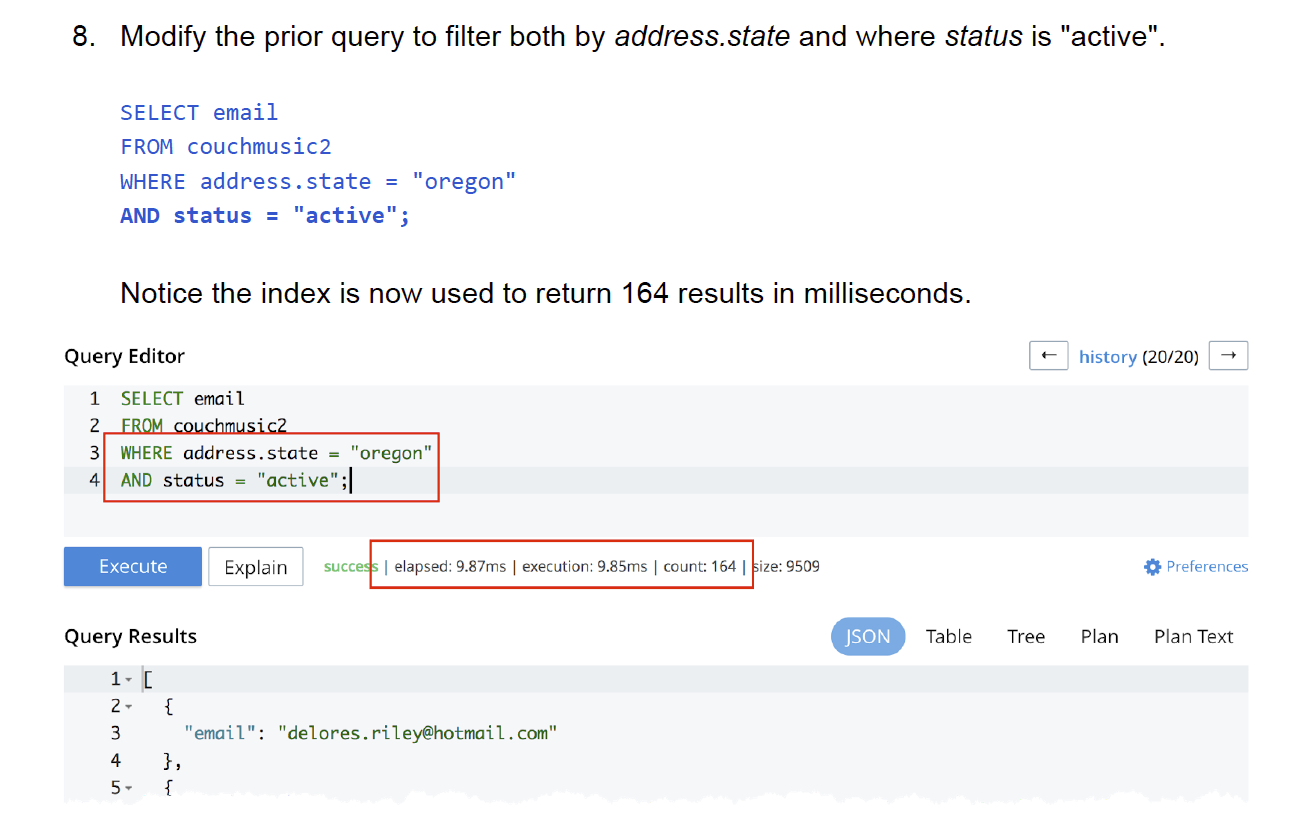 8. Modify the prior query to filter both by address.state and where status is "active".
SELECT email
FROM couchmusic2
WHERE address.state = "oregon"
AND status = "active";
Notice the index is now used to return 164 results in milliseconds.
Query Editor
← history (20/20) →
1 SELECT email
2 FROM couchmusic2
3 WHERE address.state = "oregon"
4 AND status = "active";
Execute Explain success | elapsed: 9.87ms | execution: 9.85ms | count: 164 | size: 9509 Preferences
Query Results JSON Table Tree Plan Plan Text
1 [
2 {
3 "email": "delores.riley@hotmail.com"
4 },
5 {